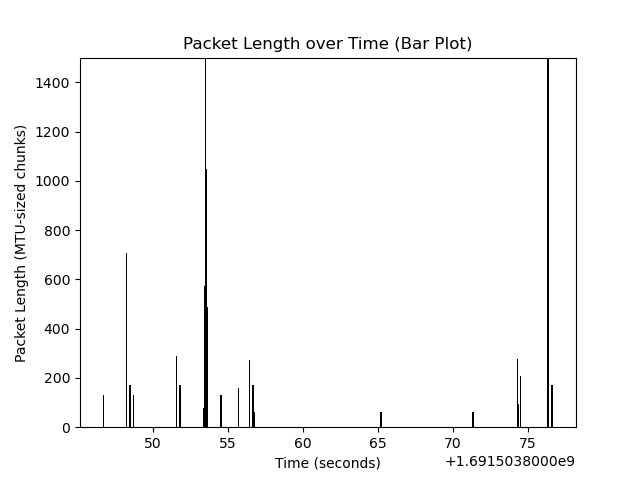 Packet Length over Time (Bar Plot)
Packet Length (MTU-sized chunks)
1400
1200
1000
800
600
400
200
0
50 55 60 65 70 75
Time (seconds)
+1.6915038000e9